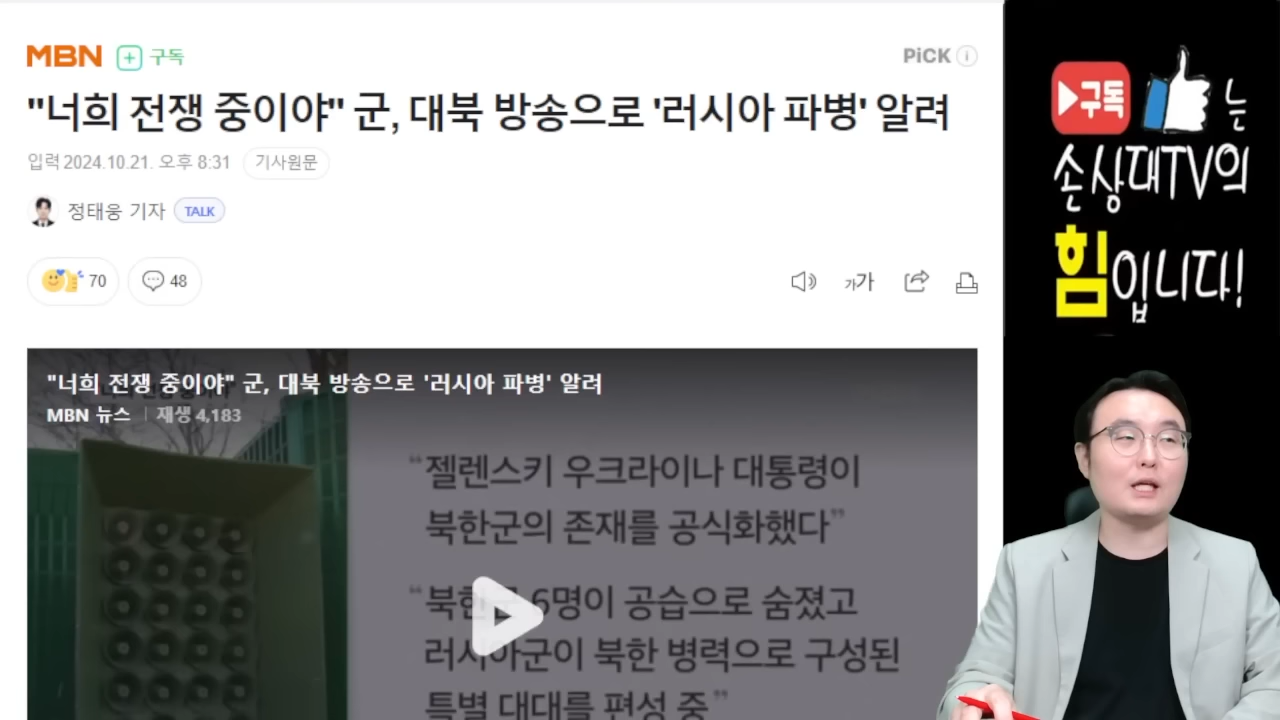 MBN 구독
PiCK
"너희 전쟁 중이야" 군, 대북 방송으로 '러시아 파병' 알려
입력 2024.10.21. 오후 8:31 기사원문
정태웅 기자 TALK
70 48
가가
"너희 전쟁 중이야" 군, 대북 방송으로 '러시아 파병' 알려
MBN 뉴스 재생 4,183
“젤렌스키 우크라이나 대통령이
북한군의 존재를 공식화했다”
“북한군 6명이 공습으로 숨졌고
러시아군이 북한 병력으로 구성된
특별 대대를 편성 중”
구독 는
손상대TV의
힘입니다!